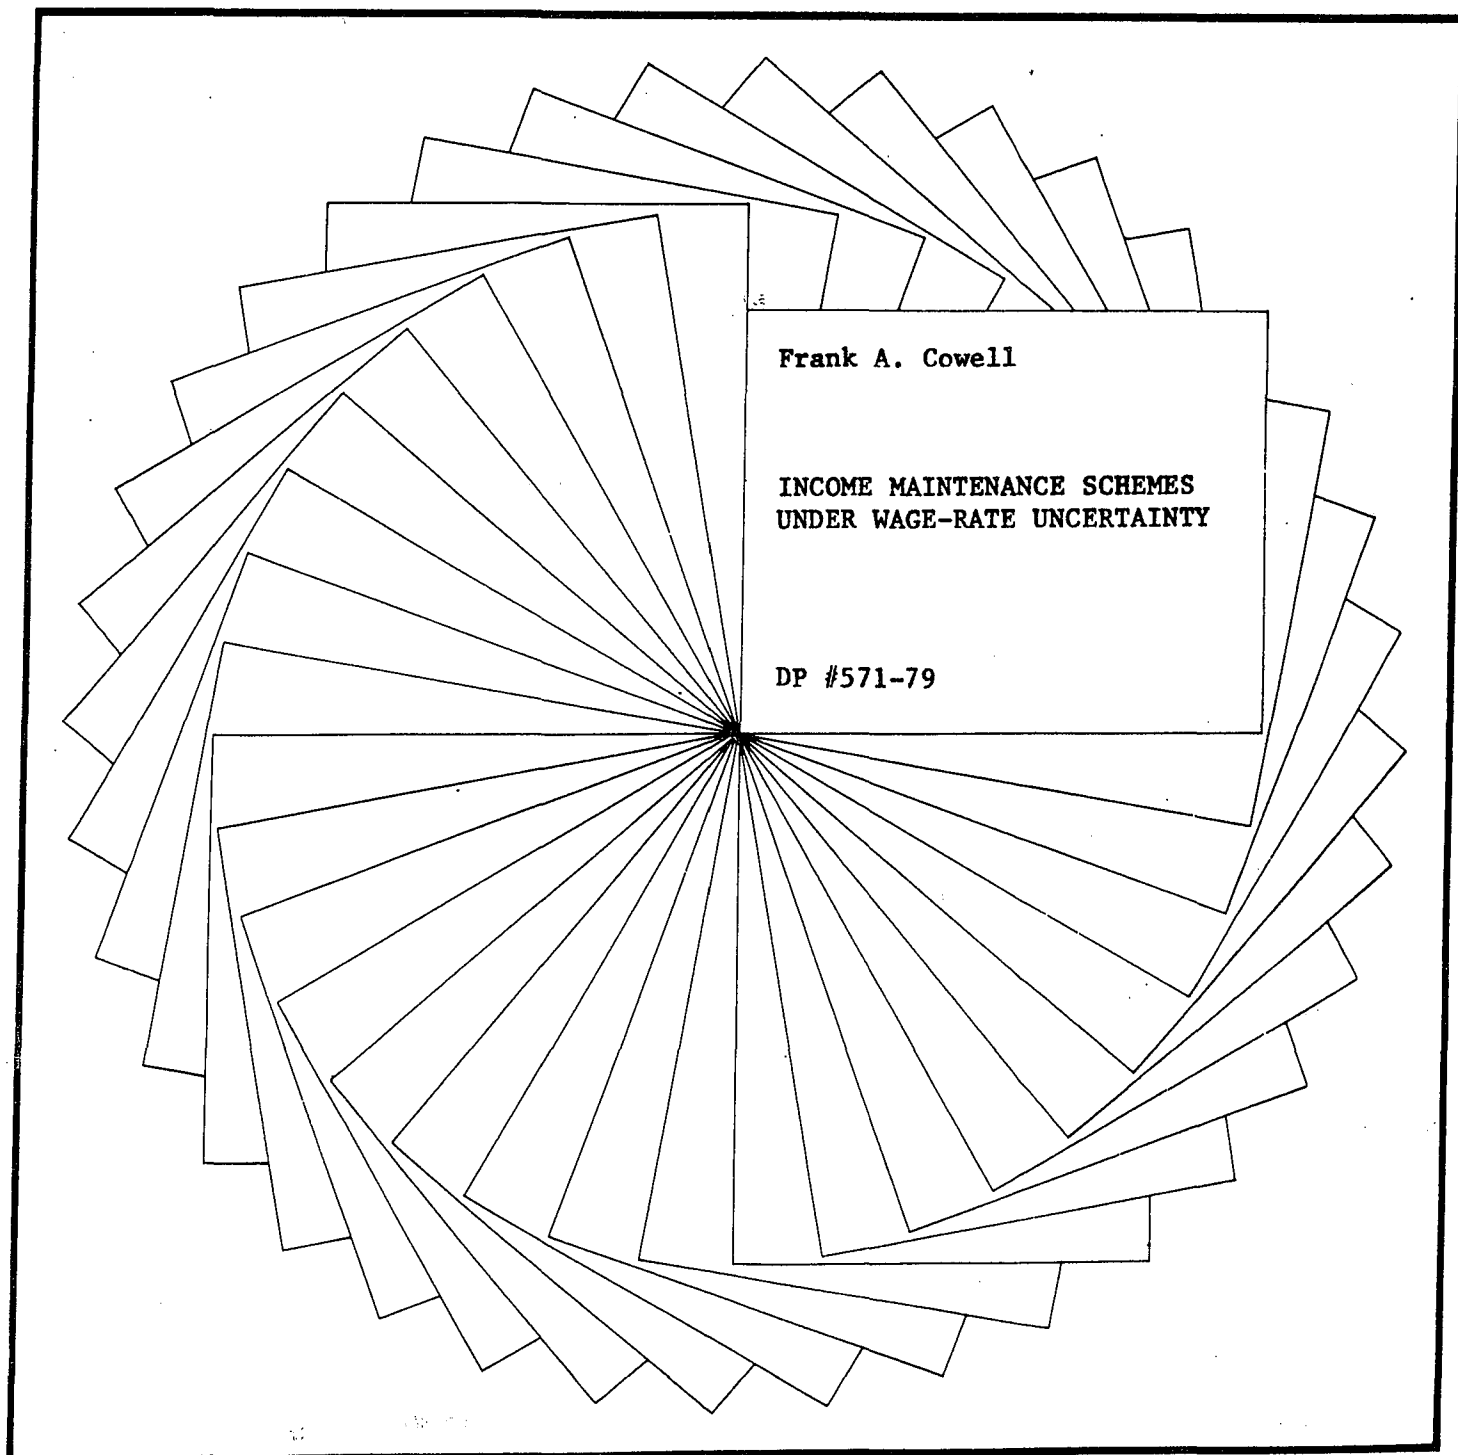 Frank A. Cowell
INCOME MAINTENANCE SCHEMES
UNDER WAGE-RATE UNCERTAINTY
DP #571-79